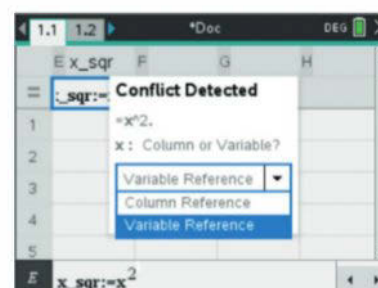 1.1 1.2 *Doc DEG
E x_sqr F G H
= :_sqr:=
Conflict Detected
=x^2.
x : Column or Variable?
Variable Reference
Column Reference
Variable Reference
1
2
3
4
5
E x_sqr:=x²